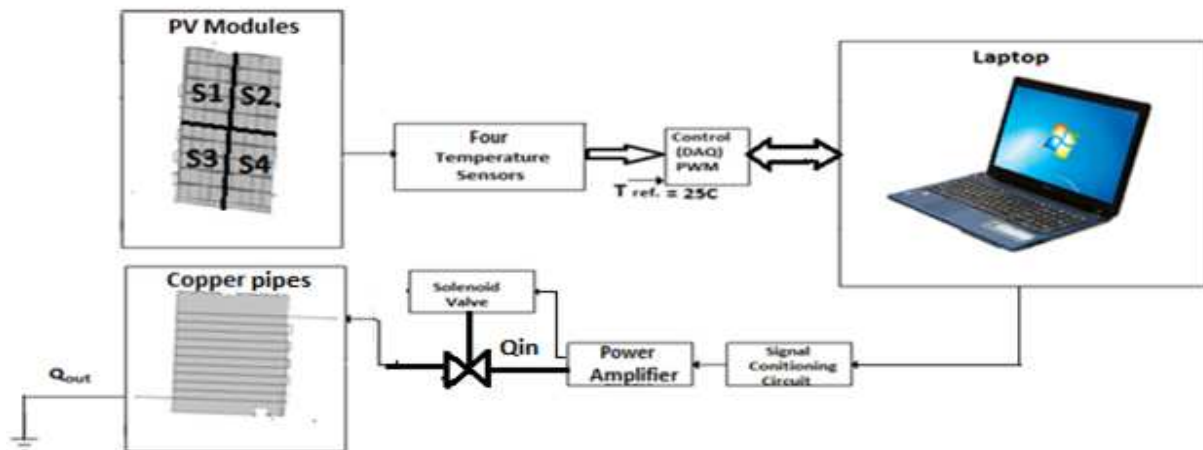 PV Modules
S1 S2
S3 S4
Four
Temperature
Sensors
Control
(DAQ)
PWM
T ref. = 25C
Laptop
Copper pipes
Solenoid
Valve
Qin
Power
Amplifier
Signal
Conitioning
Circuit
Qout